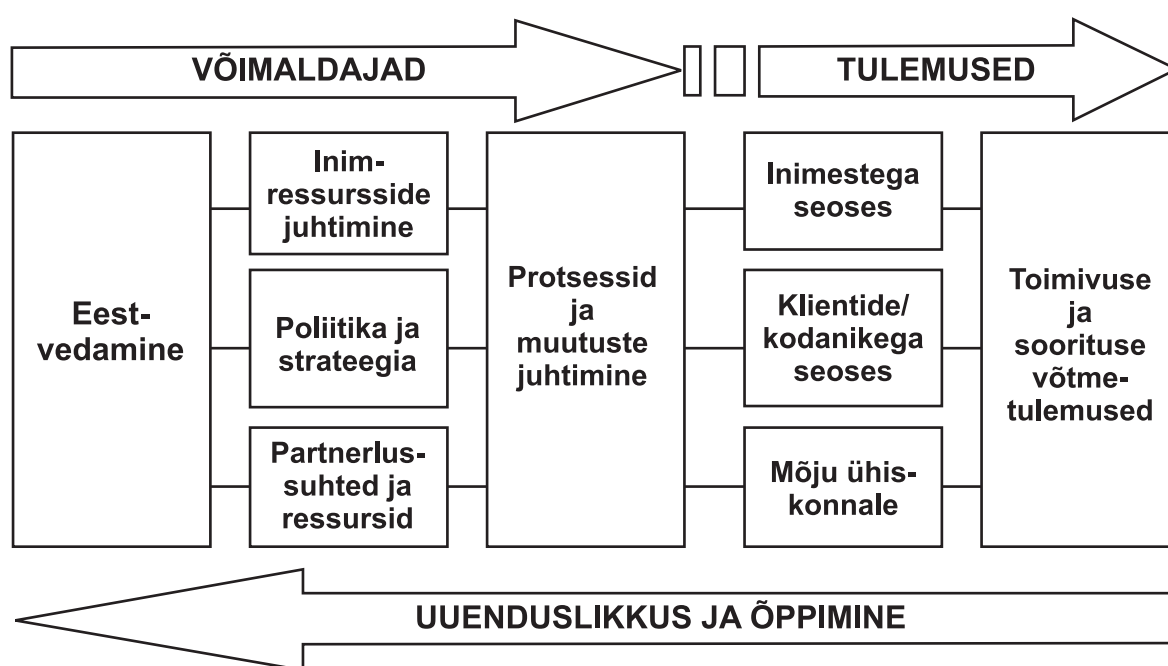 VÕIMALDAJAD
TULEMUSED
Eest-
vedamine
Inim-
ressursside
juhtimine
Poliitika ja
strateegia
Partnerlus-
suhted ja
ressursid
Protsessid
ja
muutuste
juhtimine
Inimestega
seoses
Klientide/
kodanikega
seoses
Mõju ühis-
konnale
Toimivuse
ja
soorituse
võtme-
tulemused
UUENDUSLIKKUS JA ÕPPIMINE